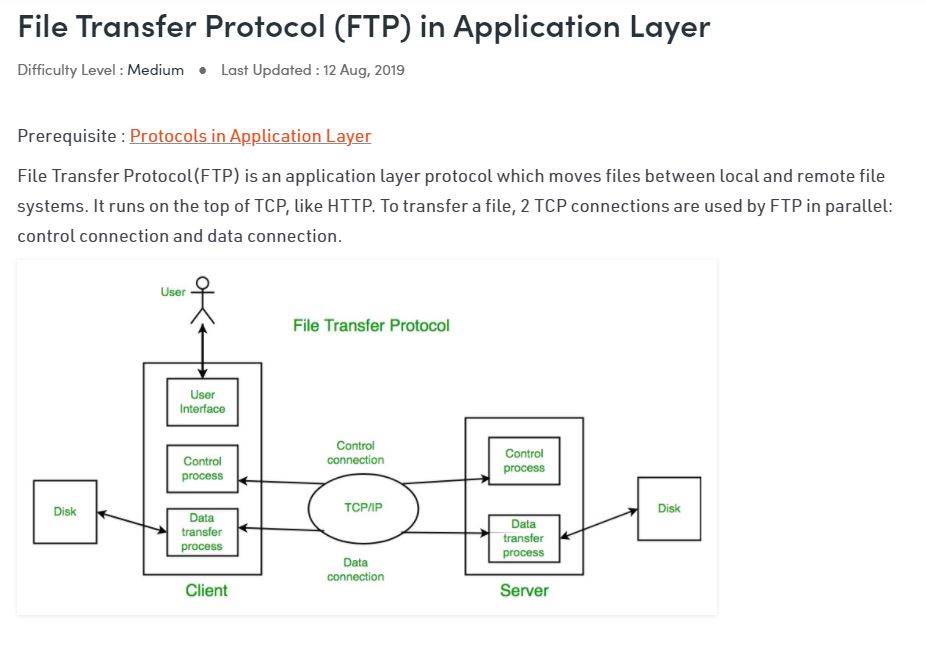 File Transfer Protocol (FTP) in Application Layer
Difficulty Level : Medium ● Last Updated : 12 Aug, 2019
Prerequisite : Protocols in Application Layer
File Transfer Protocol(FTP) is an application layer protocol which moves files between local and remote file
systems. It runs on the top of TCP, like HTTP. To transfer a file, 2 TCP connections are used by FTP in parallel:
control connection and data connection.
User
File Transfer Protocol
User
Interface
Control
process
Data
transfer
process
Disk
Client
Control
connection
TCP/IP
Data
connection
Control
process
Data
transfer
process
Disk
Server